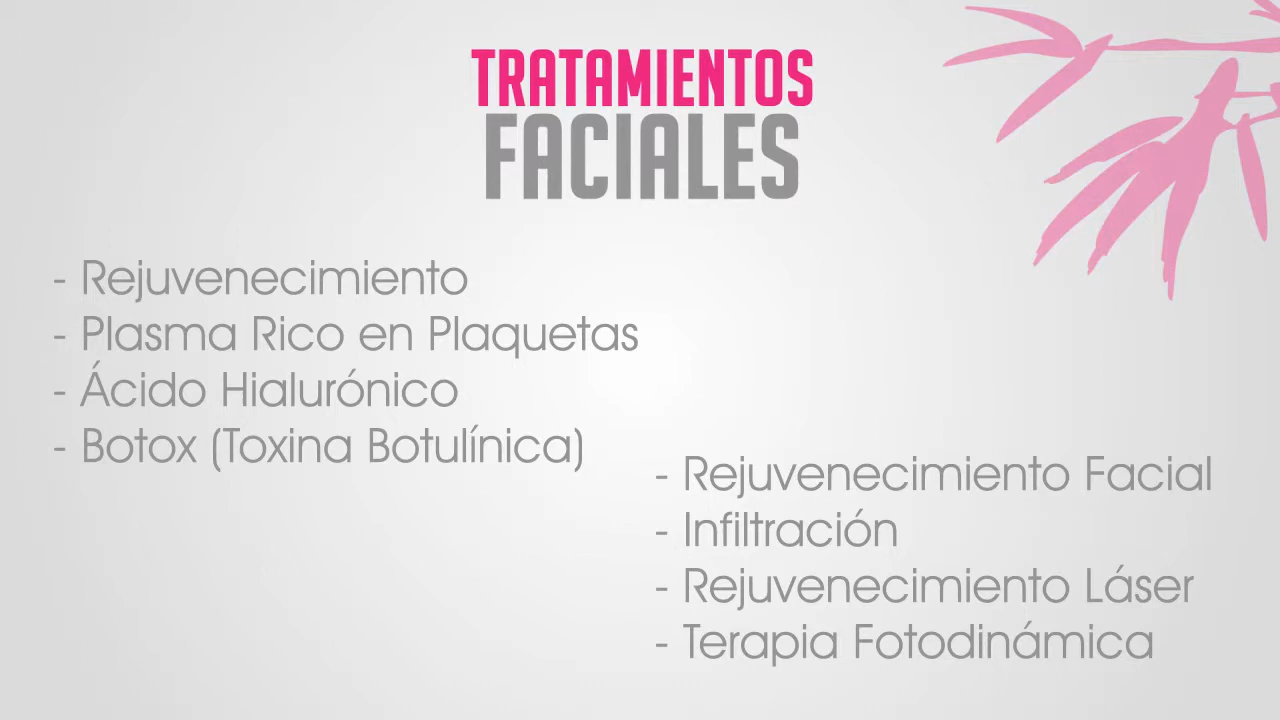 TRATAMIENTOS
FACIALES
- Rejuvenecimiento
- Plasma Rico en Plaquetas
- Ácido Hialurónico
- Botox (Toxina Botulínica)
- Rejuvenecimiento Facial
- Infiltración
- Rejuvenecimiento Láser
- Terapia Fotodinámica